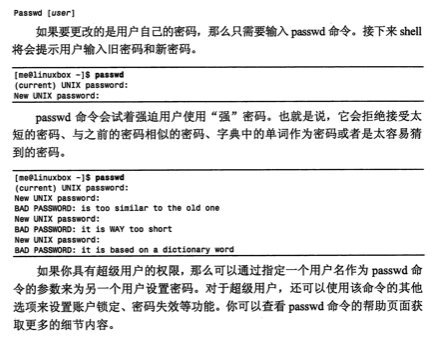 Passwd [user]
如果要更改的是用户自己的密码，那么只需要输入 passwd 命令。接下来 shell
将会提示用户输入旧密码和新密码。
[me@linuxbox ~]$ passwd
(current) UNIX password:
New UNIX password:
passwd 命令会试着强迫用户使用“强”密码。也就是说，它会拒绝接受太
短的密码、与之前的密码相似的密码、字典中的单词作为密码或者是太容易猜
到的密码。
[me@linuxbox ~]$ passwd
(current) UNIX password:
New UNIX password:
BAD PASSWORD: is too similar to the old one
New UNIX password:
BAD PASSWORD: it is WAY too short
New UNIX password:
BAD PASSWORD: it is based on a dictionary word
如果你具有超级用户的权限，那么可以通过指定一个用户名作为 passwd 命
令的参数来为另一个用户设置密码。对于超级用户，还可以使用该命令的其他
选项来设置账户锁定、密码失效等功能。你可以查看 passwd 命令的帮助页面获
取更多的细节内容。